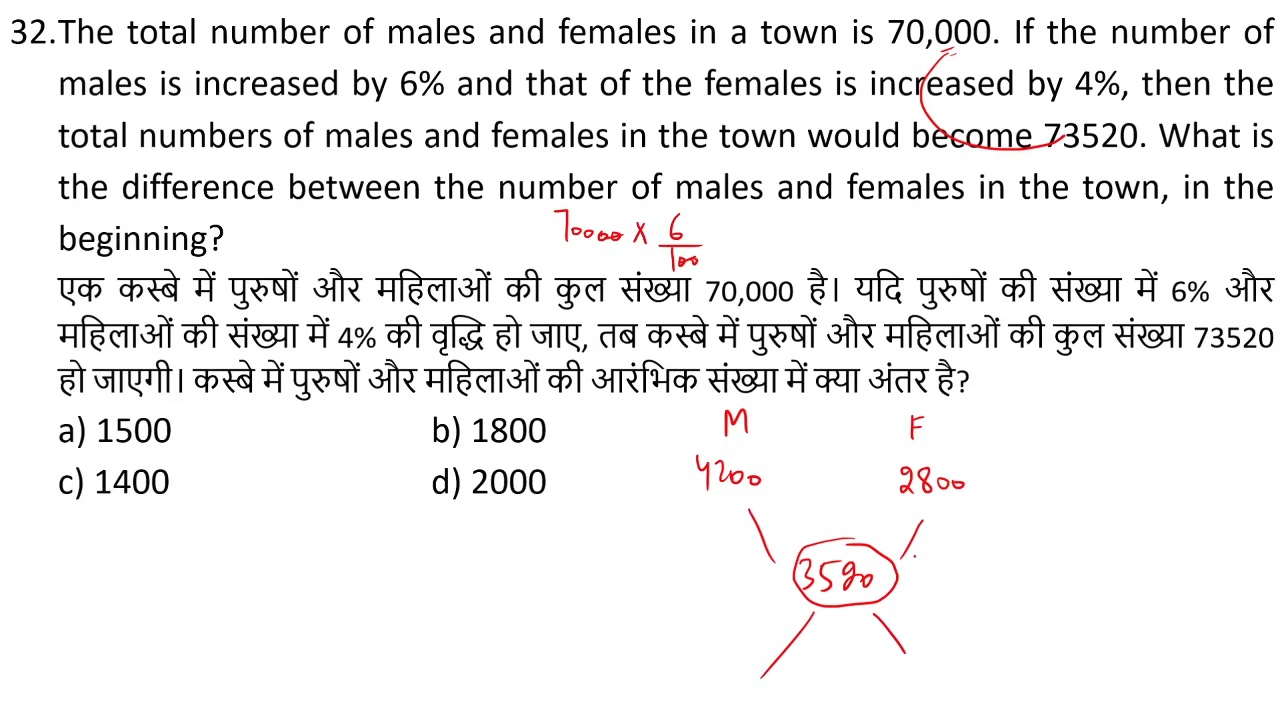 32.The total number of males and females in a town is 70,000. If the number of
males is increased by 6% and that of the females is increased by 4%, then the
total numbers of males and females in the town would become 73520. What is
the difference between the number of males and females in the town, in the
beginning?
70000 × 6/100
एक कस्बे में पुरुषों और महिलाओं की कुल संख्या 70,000 है। यदि पुरुषों की संख्या में 6% और
महिलाओं की संख्या में 4% की वृद्धि हो जाए, तब कस्बे में पुरुषों और महिलाओं की कुल संख्या 73520
हो जाएगी। कस्बे में पुरुषों और महिलाओं की आरंभिक संख्या में क्या अंतर है?
a) 1500 b) 1800
c) 1400 d) 2000
M F
4200 2800
3520